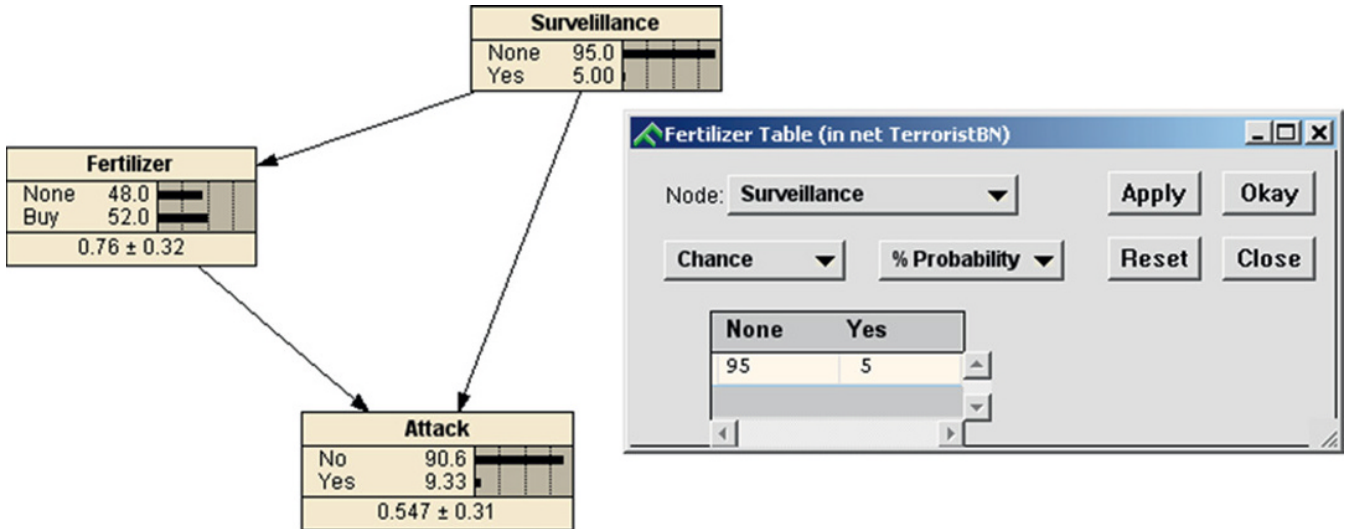 Survelillance
None 95.0
Yes 5.00
Fertilizer
None 48.0
Buy 52.0
0.76 ± 0.32
Attack
No 90.6
Yes 9.33
0.547 ± 0.31
Fertilizer Table (in net TerroristBN)
Node: Surveillance Apply Okay
Chance % Probability Reset Close
None Yes
95 5